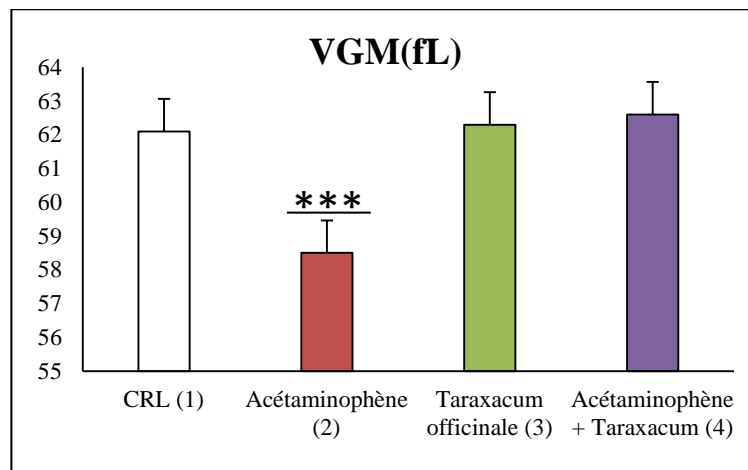 VGM(fL)
64
63
62
61
60
59
58
57
56
55
***
CRL (1)
Acétaminophène
(2)
Taraxacum
officinale (3)
Acétaminophène
+ Taraxacum (4)